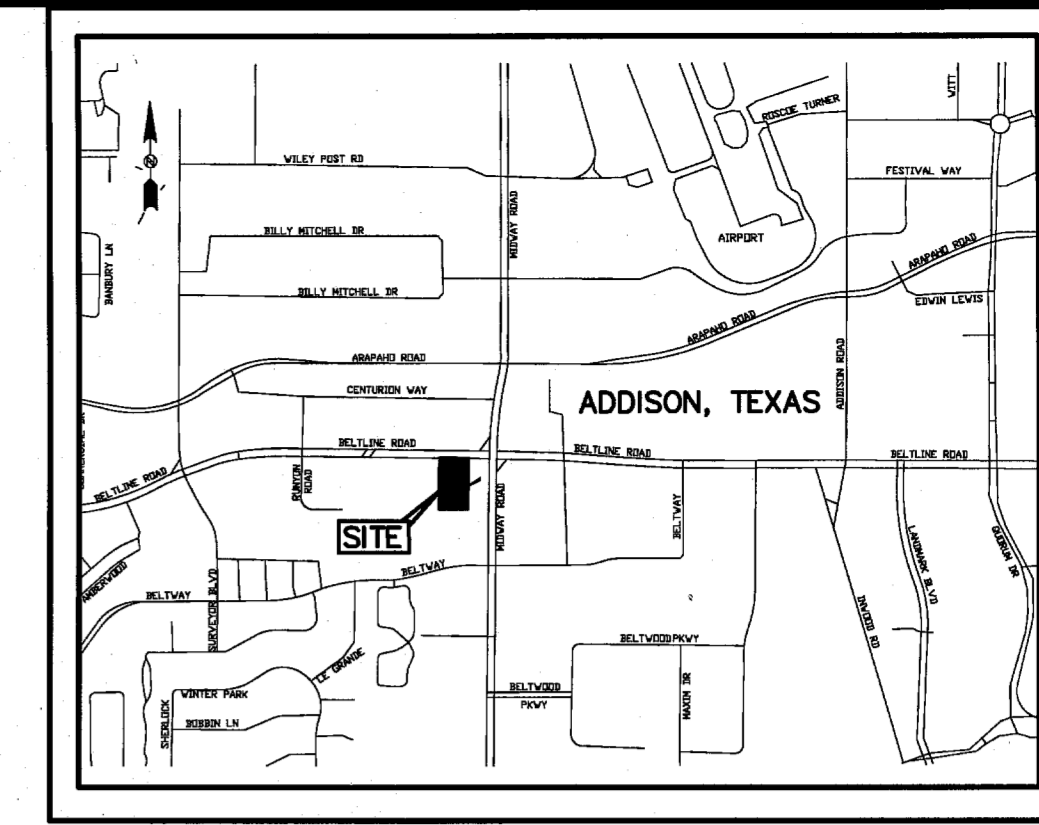 WITT
ROSCOE TURNER
WILEY POST RD
FESTIVAL WAY
MIDWAY ROAD
BILLY MITCHELL DR
AIRPORT
BANBURY LN
ARAPAHO ROAD
BILLY MITCHELL DR
EDWIN LEWIS
ARAPAHO ROAD
ARAPAHO ROAD
ADDISON ROAD
CENTURION WAY
ADDISON, TEXAS
BELTLINE ROAD
BELTLINE ROAD
BELTLINE ROAD
BELTLINE ROAD
RUNYON
ROAD
MIDWAY ROAD
BELTWAY
SITE
LANDMARK BLVD
QUORUM DR
BELTWAY
AMBERWOOD
BELTWAY
SURVEYOR BLVD
INWOOD RD
BELTWOOD PKWY
LE GRANDE
WINTER PARK
BELTWOOD
PKWY
MAXIM DR
SHERLOCK
BOBBIN LN